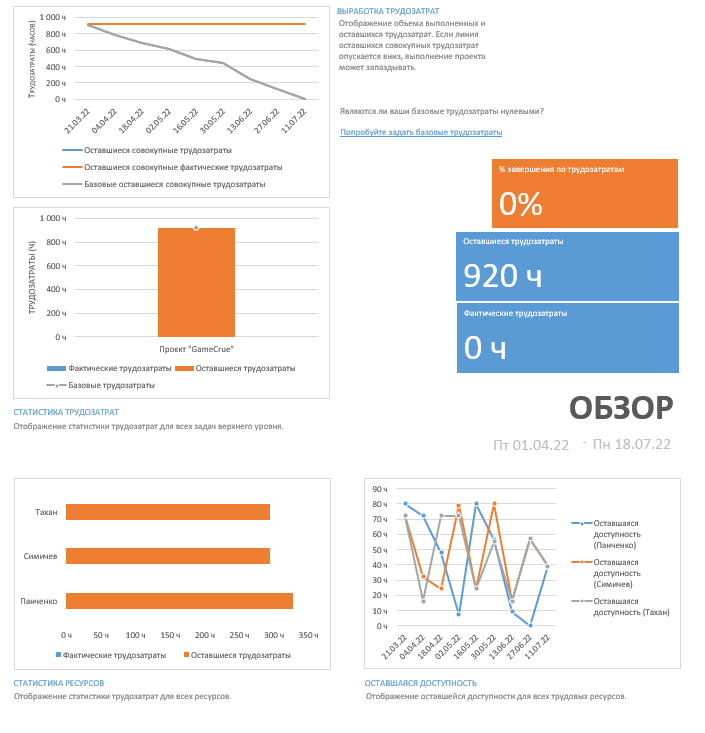 1 000 ч
800 ч
600 ч
400 ч
200 ч
0 ч
ТРУДОЗАТРАТЫ (ЧАСОВ)
21.03.22
04.04.22
18.04.22
02.05.22
16.05.22
30.05.22
13.06.22
27.06.22
11.07.22
Оставшиеся совокупные трудозатраты
Оставшиеся совокупные фактические трудозатраты
Базовые оставшиеся совокупные трудозатраты
ВЫРАБОТКА ТРУДОЗАТРАТ
Отображение объема выполненных и
оставшихся трудозатрат. Если линия
оставшихся совокупных трудозатрат
опускается вниз, выполнение проекта
может запаздывать.
Являются ли ваши базовые трудозатраты нулевыми?
Попробуйте задать базовые трудозатраты
% завершения по трудозатратам
0%
Оставшиеся трудозатраты
920 ч
Фактические трудозатраты
0 ч
1 000 ч
800 ч
600 ч
400 ч
200 ч
0 ч
ТРУДОЗАТРАТЫ (Ч)
Проект "GameCrue"
Фактические трудозатраты
Оставшиеся трудозатраты
Базовые трудозатраты
СТАТИСТИКА ТРУДОЗАТРАТ
Отображение статистики трудозатрат для всех задач верхнего уровня.
ОБЗОР
Пт 01.04.22 - Пн 18.07.22
Тахан
Симичев
Панченко
0 ч 50 ч 100 ч 150 ч 200 ч 250 ч 300 ч 350 ч
Фактические трудозатраты
Оставшиеся трудозатраты
СТАТИСТИКА РЕСУРСОВ
Отображение статистики трудозатрат для всех ресурсов.
90 ч
80 ч
70 ч
60 ч
50 ч
40 ч
30 ч
20 ч
10 ч
0 ч
21.03.22
04.04.22
18.04.22
02.05.22
16.05.22
30.05.22
13.06.22
27.06.22
11.07.22
Оставшаяся
доступность
(Панченко)
Оставшаяся
доступность
(Симичев)
Оставшаяся
доступность (Тахан)
ОСТАВШАЯСЯ ДОСТУПНОСТЬ
Отображение оставшейся доступности для всех трудовых ресурсов.